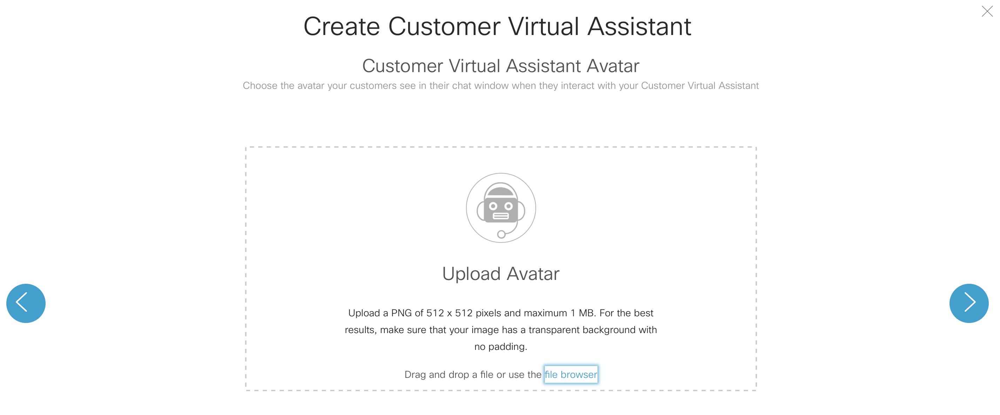 Create Customer Virtual Assistant
Customer Virtual Assistant Avatar
Choose the avatar your customers see in their chat window when they interact with your Customer Virtual Assistant
Upload Avatar
Upload a PNG of 512 x 512 pixels and maximum 1 MB. For the best
results, make sure that your image has a transparent background with
no padding.
Drag and drop a file or use the file browser